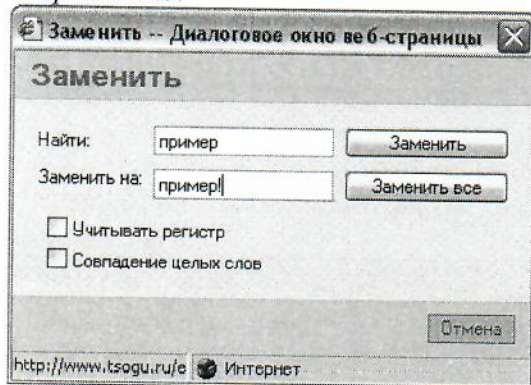 Заменить -- Диалоговое окно веб-страницы
Заменить
Найти: пример Заменить
Заменить на: пример! Заменить все
Учитывать регистр
Совпадение целых слов
Отмена
http://www.tsogu.ru/e Интернет